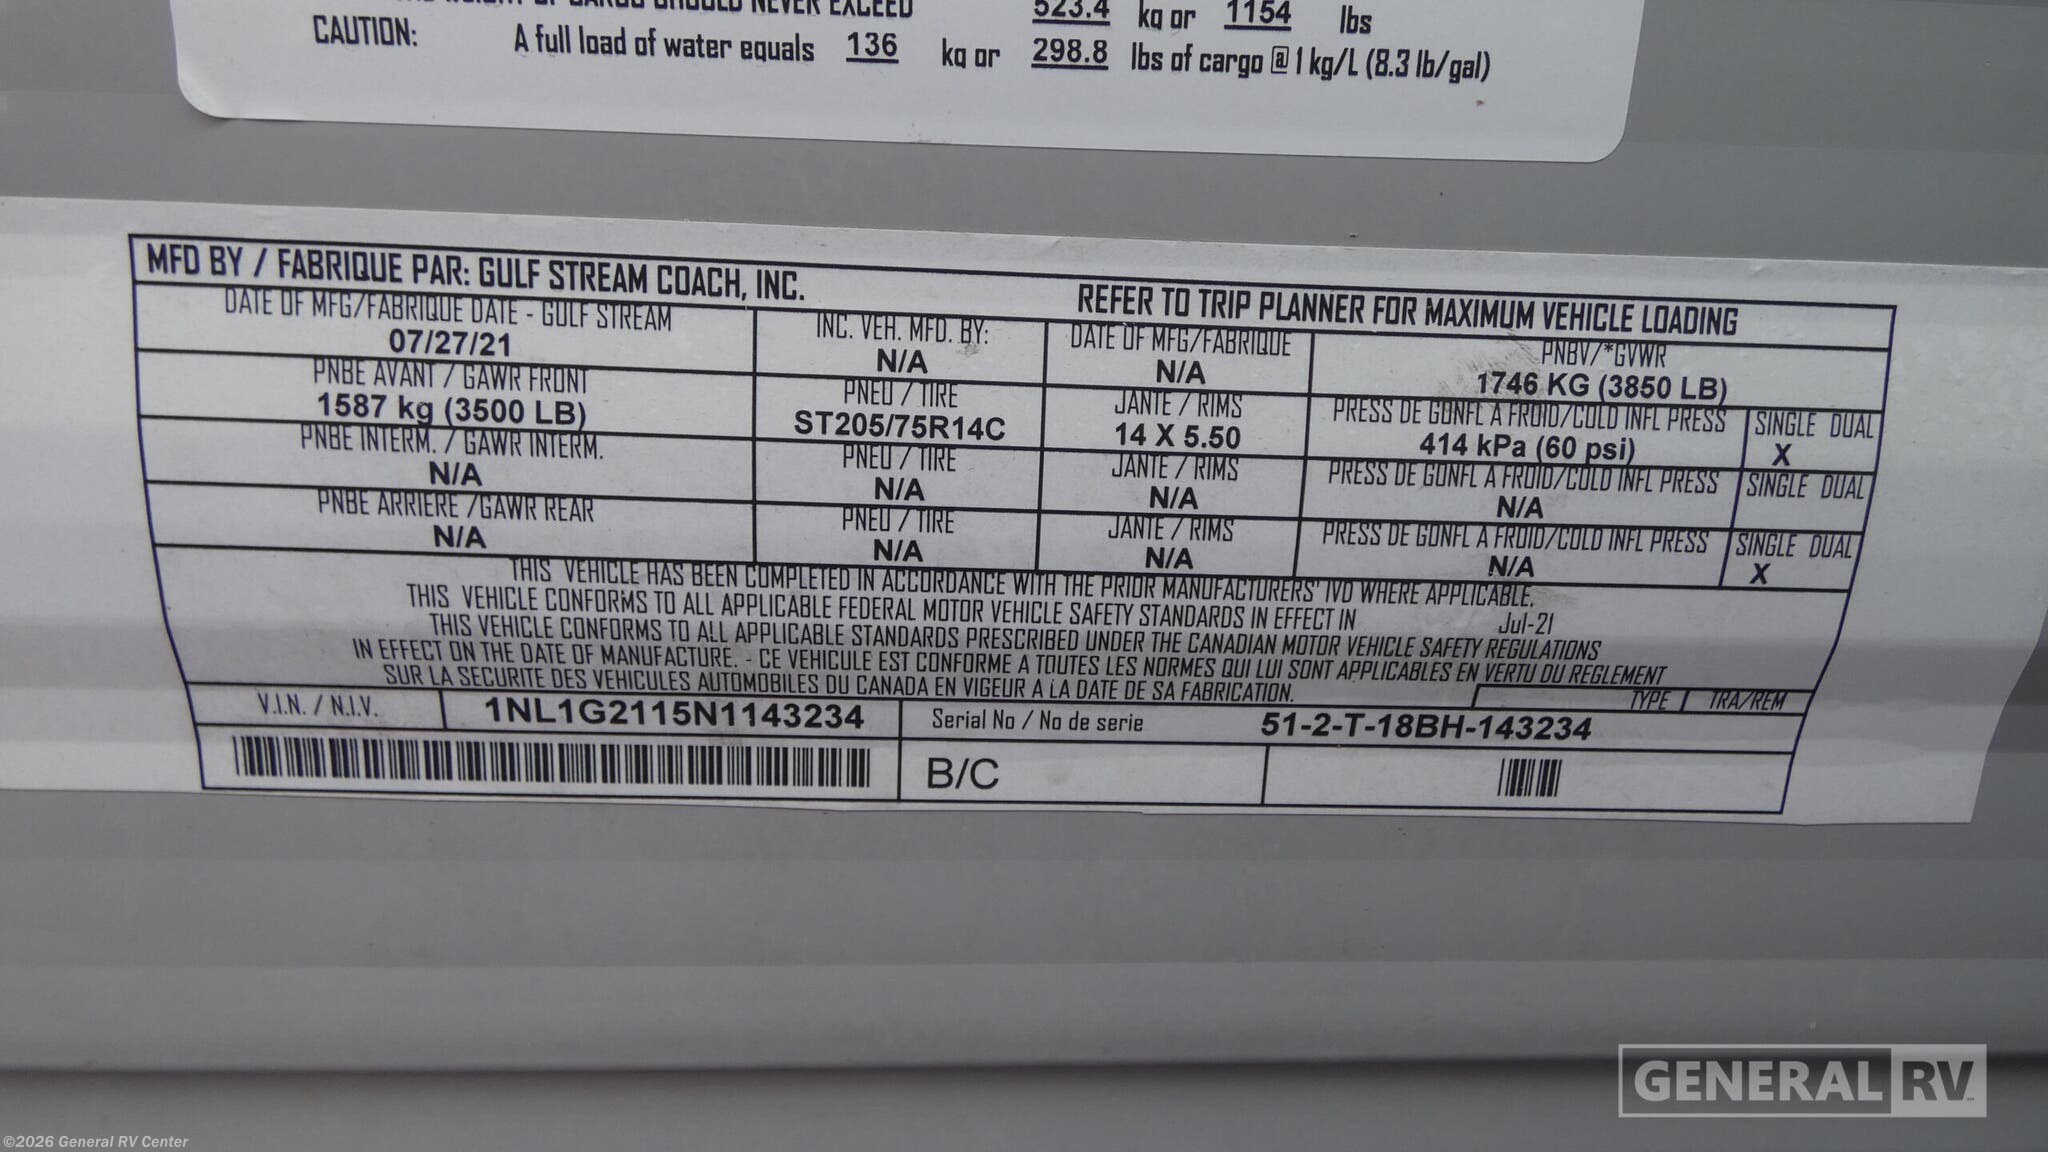 CARGO SHOULD NEVER EXCEED 523.4 kg or 1154 lbs
CAUTION: A full load of water equals 136 kg or 298.8 lbs of cargo @ 1 kg/L (8.3 lb/gal)
MFD BY / FABRIQUE PAR: GULF STREAM COACH, INC. REFER TO TRIP PLANNER FOR MAXIMUM VEHICLE LOADING
DATE OF MFG/FABRIQUE DATE - GULF STREAM INC. VEH. MFD. BY: DATE OF MFG/FABRIQUE PNBV/*GVWR
07/27/21 N/A N/A 1746 KG (3850 LB)
PNBE AVANT / GAWR FRONT PNEU / TIRE JANTE / RIMS PRESS DE GONFL A FROID/COLD INFL PRESS SINGLE DUAL
1587 kg (3500 LB) ST205/75R14C 14 X 5.50 414 kPa (60 psi) X
PNBE INTERM. / GAWR INTERM. PNEU / TIRE JANTE / RIMS PRESS DE GONFL A FROID/COLD INFL PRESS SINGLE DUAL
N/A N/A N/A N/A
PNBE ARRIERE /GAWR REAR PNEU / TIRE JANTE / RIMS PRESS DE GONFL A FROID/COLD INFL PRESS SINGLE DUAL
N/A N/A N/A N/A X
THIS VEHICLE HAS BEEN COMPLETED IN ACCORDANCE WITH THE PRIOR MANUFACTURERS' IVD WHERE APPLICABLE.
THIS VEHICLE CONFORMS TO ALL APPLICABLE FEDERAL MOTOR VEHICLE SAFETY STANDARDS IN EFFECT IN Jul-21
THIS VEHICLE CONFORMS TO ALL APPLICABLE STANDARDS PRESCRIBED UNDER THE CANADIAN MOTOR VEHICLE SAFETY REGULATIONS
IN EFFECT ON THE DATE OF MANUFACTURE. - CE VEHICULE EST CONFORME A TOUTES LES NORMES QUI LUI SONT APPLICABLES EN VERTU DU REGLEMENT
SUR LA SECURITE DES VEHICULES AUTOMOBILES DU CANADA EN VIGEUR A LA DATE DE SA FABRICATION.
TYPE TRA/REM
V.I.N. / N.I.V. 1NL1G2115N1143234 Serial No / No de serie 51-2-T-18BH-143234
B/C
GENERAL RV
©2026 General RV Center